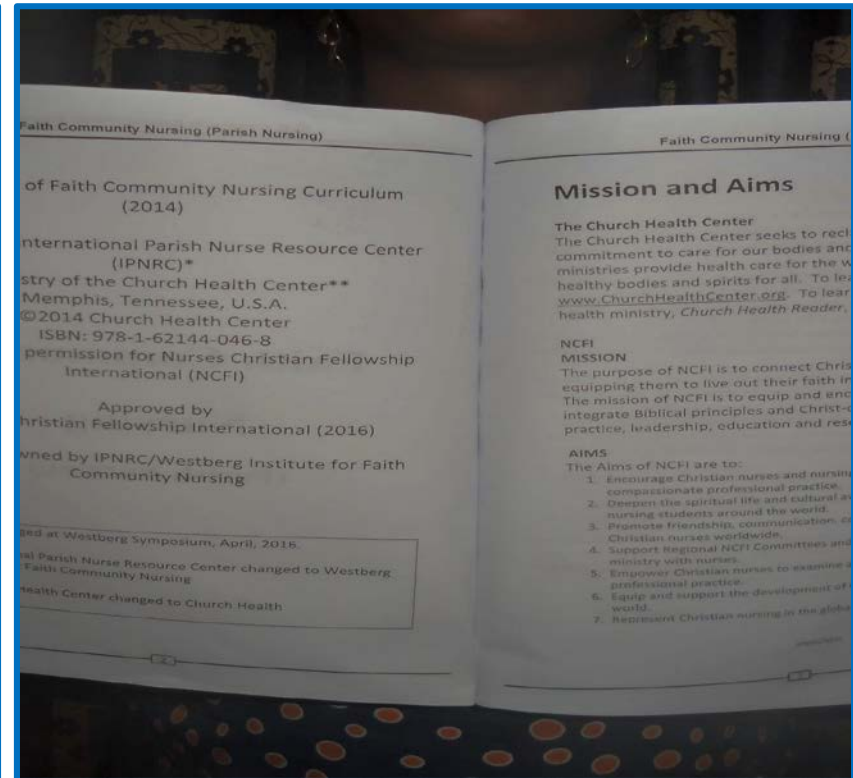 Faith Community Nursing (Parish Nursing)
of Faith Community Nursing Curriculum
(2014)
nternational Parish Nurse Resource Center
(IPNRC)*
stry of the Church Health Center**
Memphis, Tennessee, U.S.A.
©2014 Church Health Center
ISBN: 978-1-62144-046-8
permission for Nurses Christian Fellowship
International (NCFI)
Approved by
hristian Fellowship International (2016)
wned by IPNRC/Westberg Institute for Faith
Community Nursing
ged at Westberg Symposium, April, 2016.
al Parish Nurse Resource Center changed to Westberg
Faith Community Nursing
Health Center changed to Church Health
2
Faith Community Nursing (
Mission and Aims
The Church Health Center
The Church Health Center seeks to recl
commitment to care for our bodies and
ministries provide health care for the w
healthy bodies and spirits for all. To lea
www.ChurchHealthCenter.org. To lear
health ministry, Church Health Reader,
NCFI
MISSION
The purpose of NCFI is to connect Chris
equipping them to live out their faith in
The mission of NCFI is to equip and enc
integrate Biblical principles and Christ-c
practice, leadership, education and rese
AIMS
The Aims of NCFI are to:
1. Encourage Christian nurses and nursing
compassionate professional practice.
2. Deepen the spiritual life and cultural aw
nursing students around the world.
3. Promote friendship, communication, co
Christian nurses worldwide.
4. Support Regional NCFI Committees and
ministry with nurses.
5. Empower Christian nurses to examine a
professional practice.
6. Equip and support the development of
world.
7. Represent Christian nursing in the globa